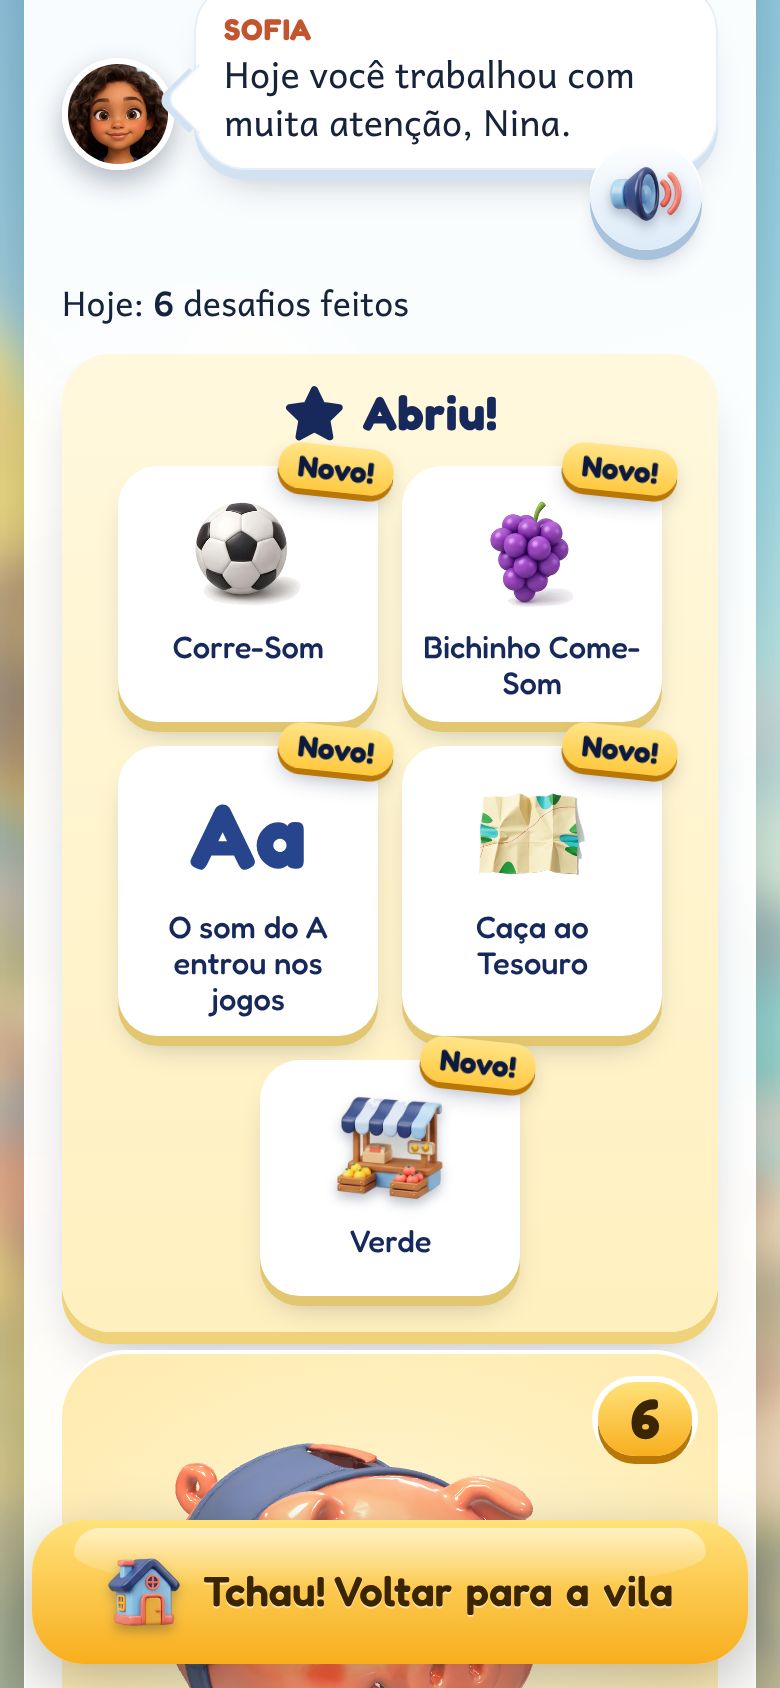 SOFIA
Hoje você trabalhou com
muita atenção, Nina.
Hoje: 6 desafios feitos
Abriu!
Novo!
Novo!
Corre-Som
Bichinho Come-
Som
Novo!
Novo!
Aa
O som do A
entrou nos
jogos
Caça ao
Tesouro
Novo!
Verde
6
Tchau! Voltar para a vila